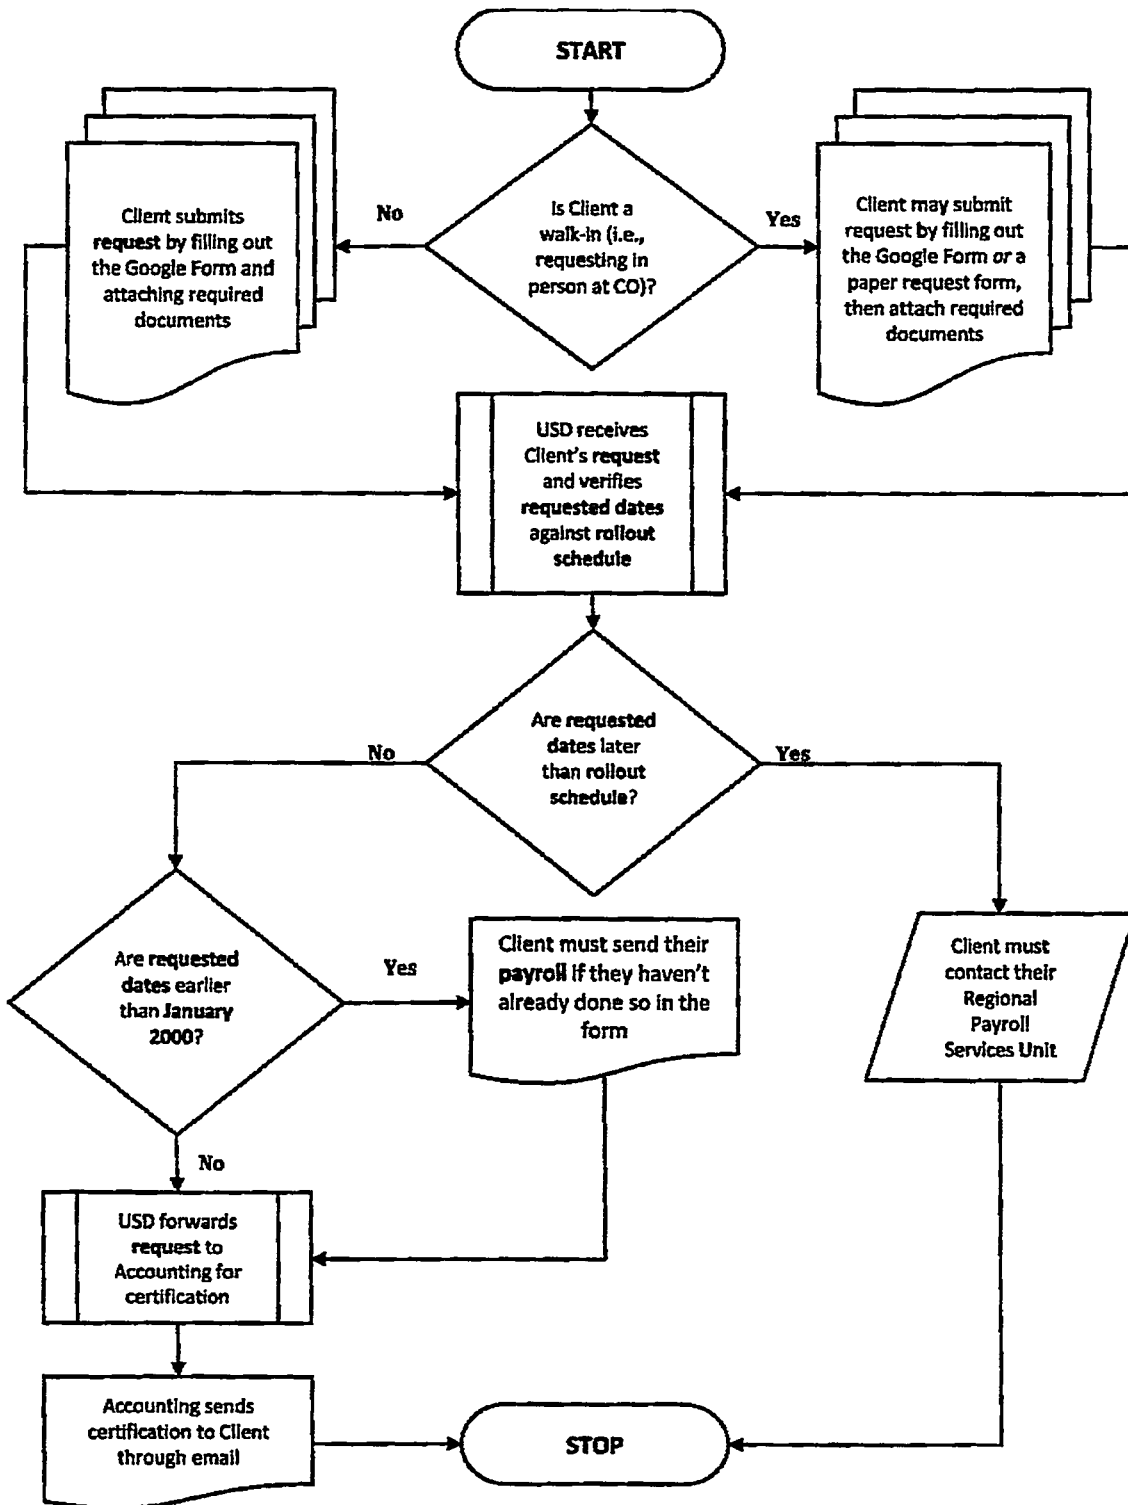 START
No
Is Client a
walk-in (i.e.,
requesting in
person at CO)?
Yes
Client submits
request by filling out
the Google Form and
attaching required
documents
Client may submit
request by filling out
the Google Form or a
paper request form,
then attach required
documents
USD receives
Client's request
and verifies
requested dates
against rollout
schedule
No
Are requested
dates later
than rollout
schedule?
Yes
Are requested
dates earlier
than January
2000?
Yes
Client must send their
payroll if they haven't
already done so in the
form
Client must
contact their
Regional
Payroll
Services Unit
No
USD forwards
request to
Accounting for
certification
Accounting sends
certification to Client
through email
STOP